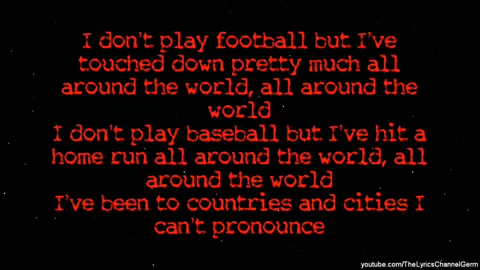 I don't play football but I've
touched down pretty much all
around the world, all around the
world
I don't play baseball but I've hit a
home run all around the world, all
around the world
I've been to countries and cities I
can't pronounce
youtube.com/TheLyricsChannelGerm